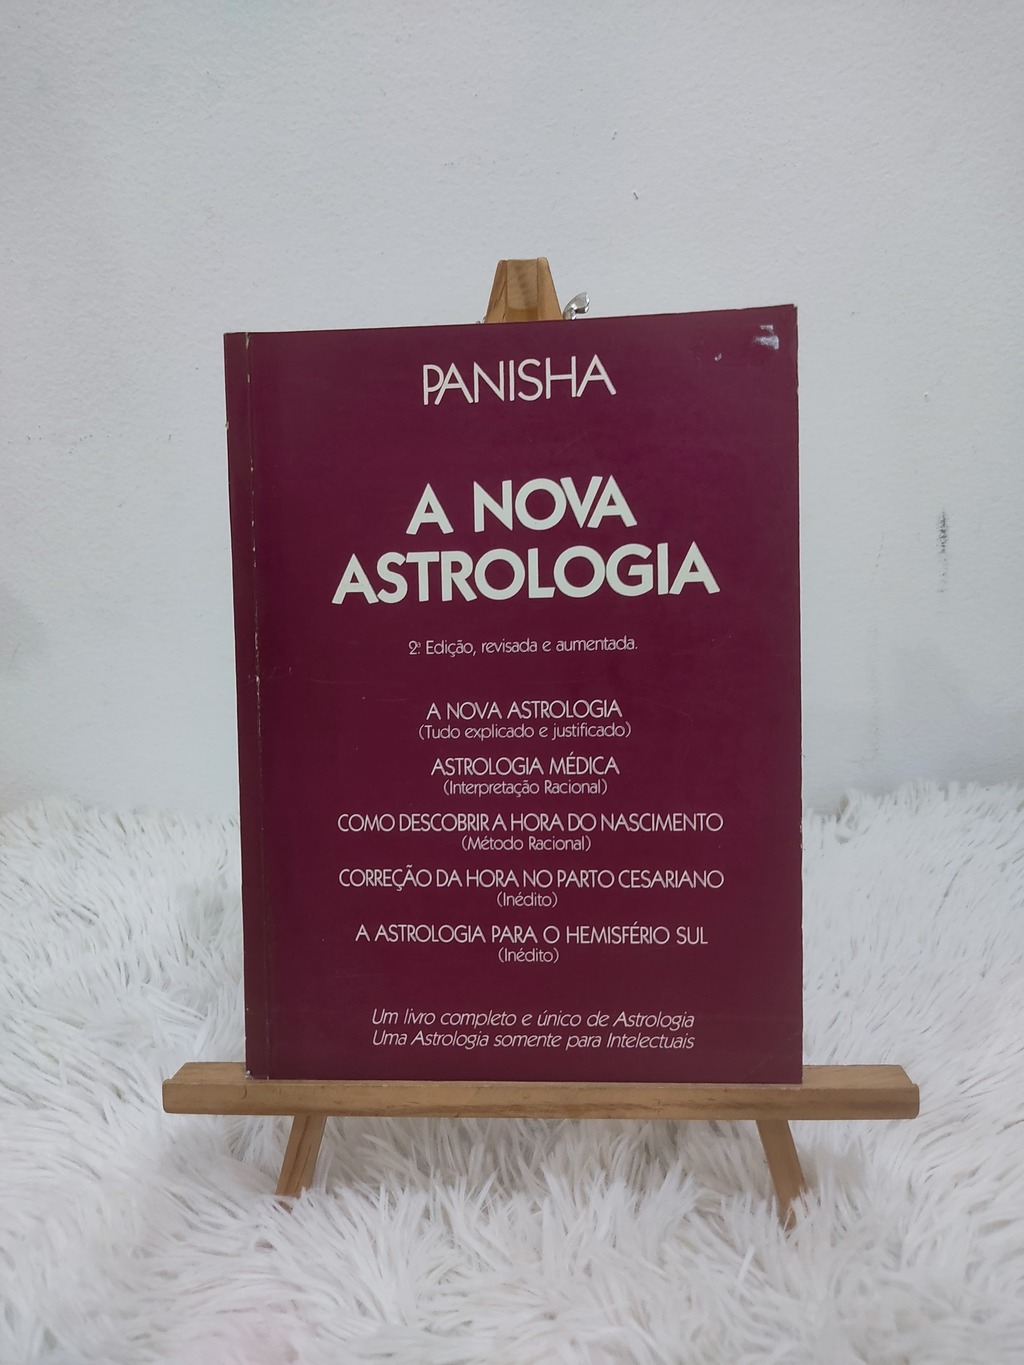 PANISHA
A NOVA
ASTROLOGIA
2ª Edição, revisada e aumentada.
A NOVA ASTROLOGIA
(Tudo explicado e justificado)
ASTROLOGIA MÉDICA
(Interpretação Racional)
COMO DESCOBRIR A HORA DO NASCIMENTO
(Método Racional)
CORREÇÃO DA HORA NO PARTO CESARIANO
(Inédito)
A ASTROLOGIA PARA O HEMISFÉRIO SUL
(Inédito)
Um livro completo e único de Astrologia
Uma Astrologia somente para Intelectuais